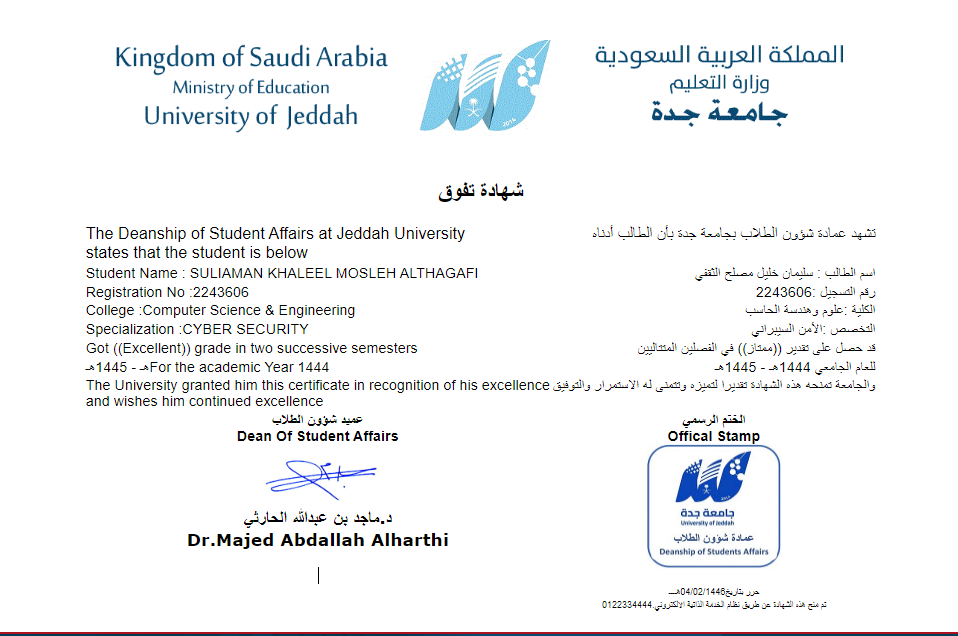 Kingdom of Saudi Arabia
Ministry of Education
University of Jeddah
2014
المملكة العربية السعودية
وزارة التعليم
جامعة جدة
شهادة تفوق
The Deanship of Student Affairs at Jeddah University
states that the student is below
تشهد عمادة شؤون الطلاب بجامعة جدة بأن الطالب أدناه
Student Name : SULIAMAN KHALEEL MOSLEH ALTHAGAFI
اسم الطالب : سليمان خليل مصلح الثقفي
Registration No :2243606
رقم التسجيل :2243606
College :Computer Science & Engineering
الكلية :علوم وهندسة الحاسب
Specialization :CYBER SECURITY
التخصص :الأمن السيبراني
Got ((Excellent)) grade in two successive semesters
قد حصل على تقدير ((ممتاز)) في الفصلين المتتاليين
هـ - 1445هـFor the academic Year 1444
للعام الجامعي 1444هـ - 1445هـ
The University granted him this certificate in recognition of his excellence
and wishes him continued excellence
والجامعة تمنحه هذه الشهادة تقديرا لتميزه وتتمنى له الاستمرار والتوفيق
عميد شؤون الطلاب
Dean Of Student Affairs
د.ماجد بن عبدالله الحارثي
Dr.Majed Abdallah Alharthi
الختم الرسمي
Offical Stamp
2014
جامعة جدة
University of Jeddah
عمادة شؤون الطلاب
Deanship of Students Affairs
حرر بتاريخ04/02/1446هـــ
تم منح هذه الشهادة عن طريق نظام الخدمة الذاتية الالكتروني.0122334444